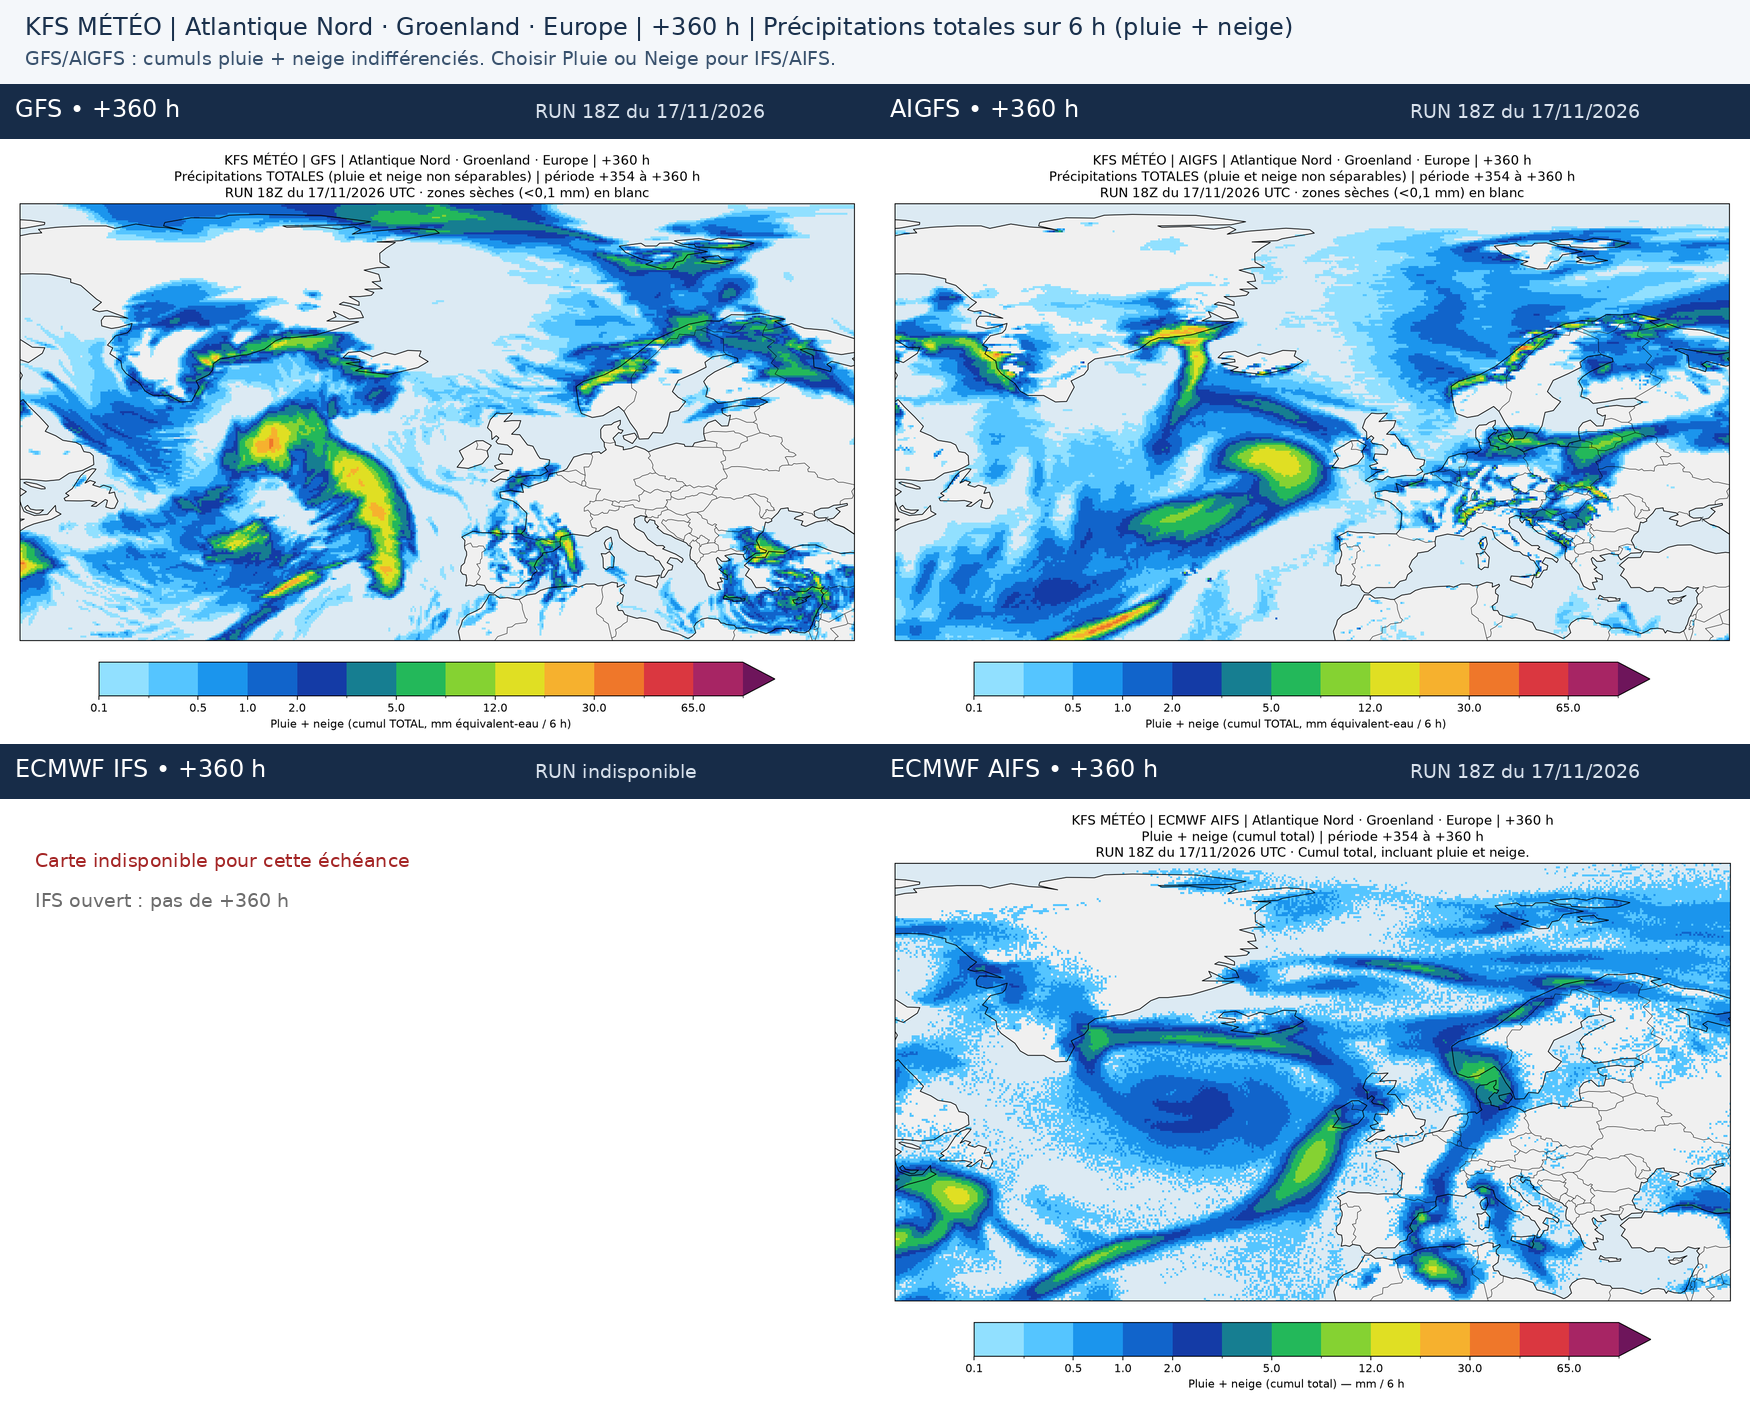 KFS MÉTÉO | Atlantique Nord · Groenland · Europe | +360 h | Précipitations totales sur 6 h (pluie + neige)
GFS/AIGFS : cumuls pluie + neige indifférenciés. Choisir Pluie ou Neige pour IFS/AIFS.
GFS • +360 h
RUN 18Z du 17/11/2026
AIGFS • +360 h
RUN 18Z du 17/11/2026
KFS MÉTÉO | GFS | Atlantique Nord · Groenland · Europe | +360 h
Précipitations TOTALES (pluie et neige non séparables) | période +354 à +360 h
RUN 18Z du 17/11/2026 UTC · zones sèches (<0,1 mm) en blanc
KFS MÉTÉO | AIGFS | Atlantique Nord · Groenland · Europe | +360 h
Précipitations TOTALES (pluie et neige non séparables) | période +354 à +360 h
RUN 18Z du 17/11/2026 UTC · zones sèches (<0,1 mm) en blanc
0.1 0.5 1.0 2.0 5.0 12.0 30.0 65.0
Pluie + neige (cumul TOTAL, mm équivalent-eau / 6 h)
0.1 0.5 1.0 2.0 5.0 12.0 30.0 65.0
Pluie + neige (cumul TOTAL, mm équivalent-eau / 6 h)
ECMWF IFS • +360 h
RUN indisponible
ECMWF AIFS • +360 h
RUN 18Z du 17/11/2026
Carte indisponible pour cette échéance
IFS ouvert : pas de +360 h
KFS MÉTÉO | ECMWF AIFS | Atlantique Nord · Groenland · Europe | +360 h
Pluie + neige (cumul total) | période +354 à +360 h
RUN 18Z du 17/11/2026 UTC · Cumul total, incluant pluie et neige.
0.1 0.5 1.0 2.0 5.0 12.0 30.0 65.0
Pluie + neige (cumul total) — mm / 6 h